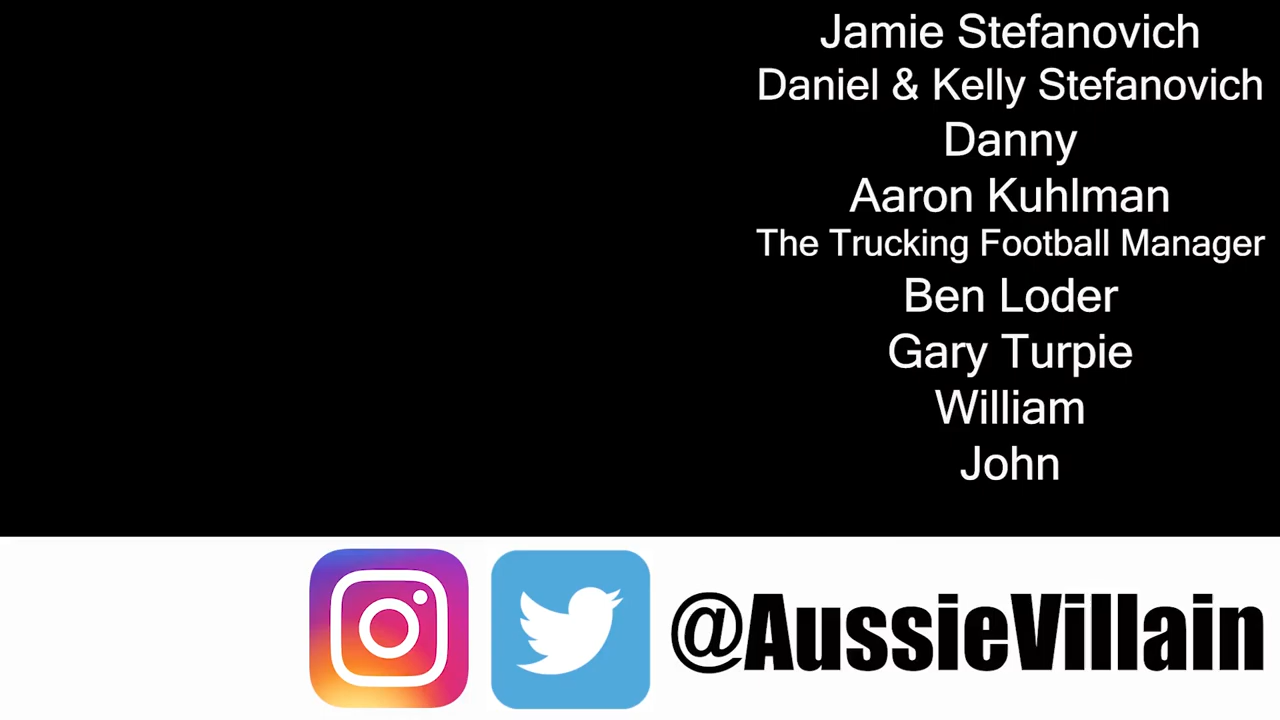 Jamie Stefanovich
Daniel & Kelly Stefanovich
Danny
Aaron Kuhlman
The Trucking Football Manager
Ben Loder
Gary Turpie
William
John
@AussieVillain